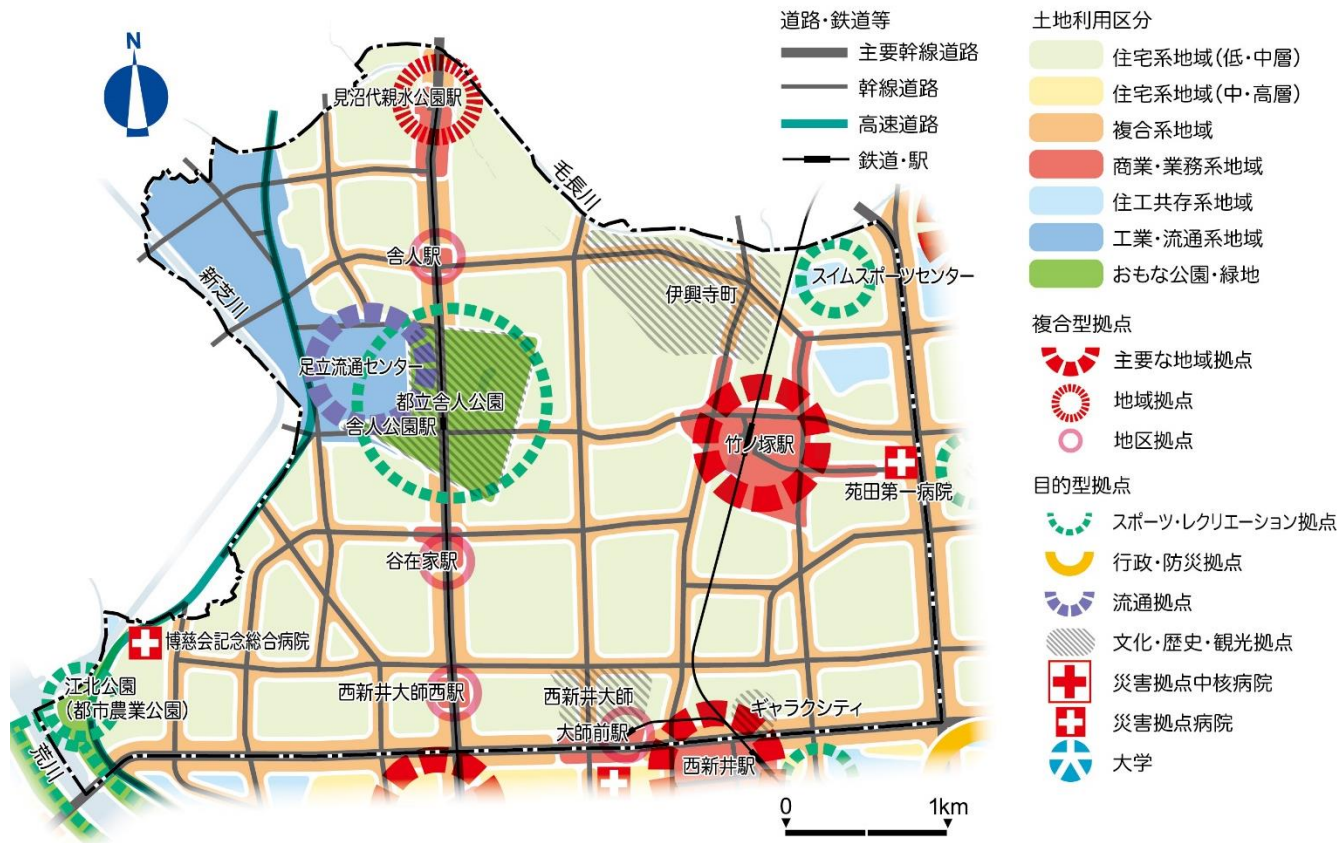 N
見沼代親水公園駅
毛長川
舎人駅
伊興寺町
スイムスポーツセンター
新芝川
足立流通センター
都立舎人公園
舎人公園駅
竹ノ塚駅
苑田第一病院
谷在家駅
博慈会記念総合病院
江北公園
(都市農業公園)
西新井大師西駅
西新井大師
ギャラクシティ
大師前駅
西新井駅
荒川
0 1km
道路・鉄道等
主要幹線道路
幹線道路
高速道路
鉄道・駅
土地利用区分
住宅系地域(低・中層)
住宅系地域(中・高層)
複合系地域
商業・業務系地域
住工共存系地域
工業・流通系地域
おもな公園・緑地
複合型拠点
主要な地域拠点
地域拠点
地区拠点
目的型拠点
スポーツ・レクリエーション拠点
行政・防災拠点
流通拠点
文化・歴史・観光拠点
災害拠点中核病院
災害拠点病院
大学